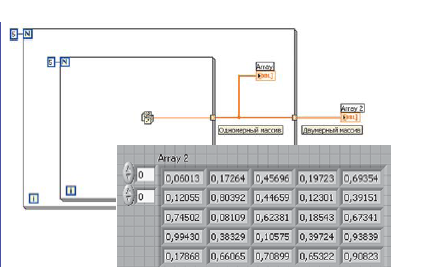 5 N
5 N
Array
Array 2
Одномерный массив
Двумерный массив
i
i
Array 2
0
0
0,06013 0,17264 0,45696 0,19723 0,69354
0,12055 0,80392 0,44659 0,12301 0,39151
0,74502 0,08109 0,62381 0,18543 0,67341
0,99430 0,38329 0,10575 0,39724 0,93839
0,17868 0,66065 0,70899 0,65322 0,90823